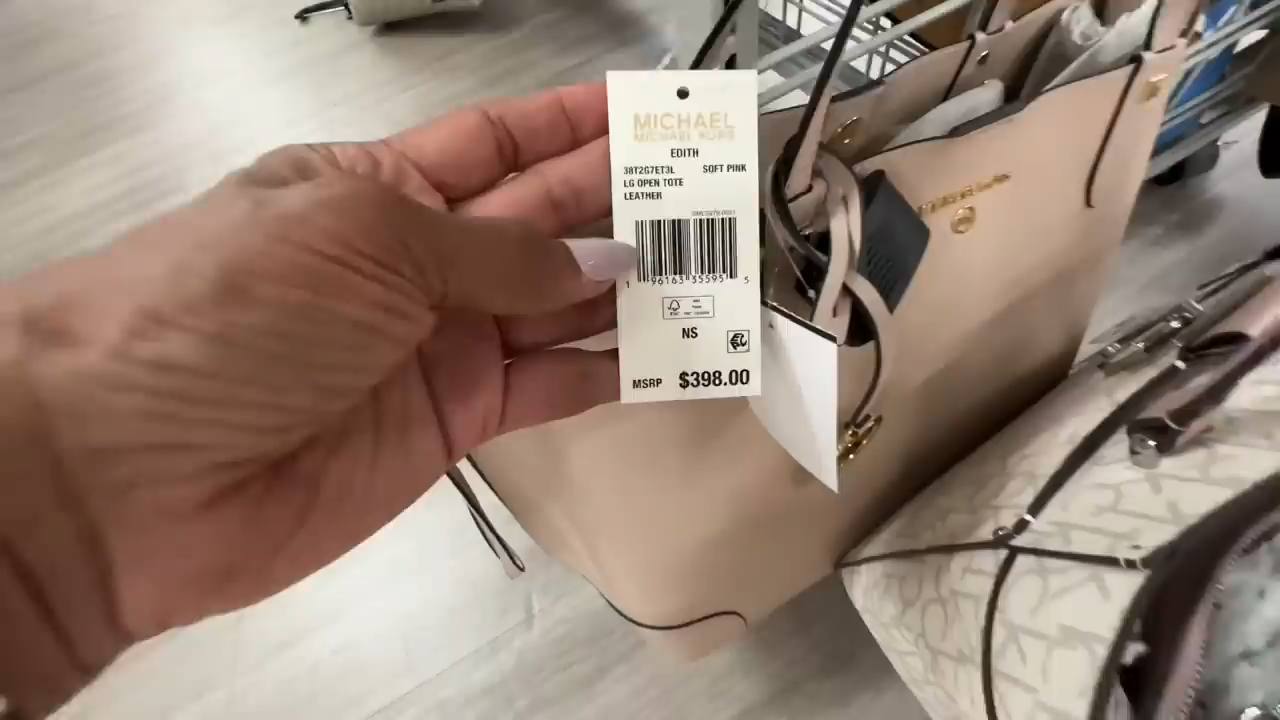 MICHAEL
MICHAEL KORS
EDITH
38T2G7ET3L SOFT PINK
LG OPEN TOTE
LEATHER
1 96163 35595 5
FSC
NS
MSRP $398.00